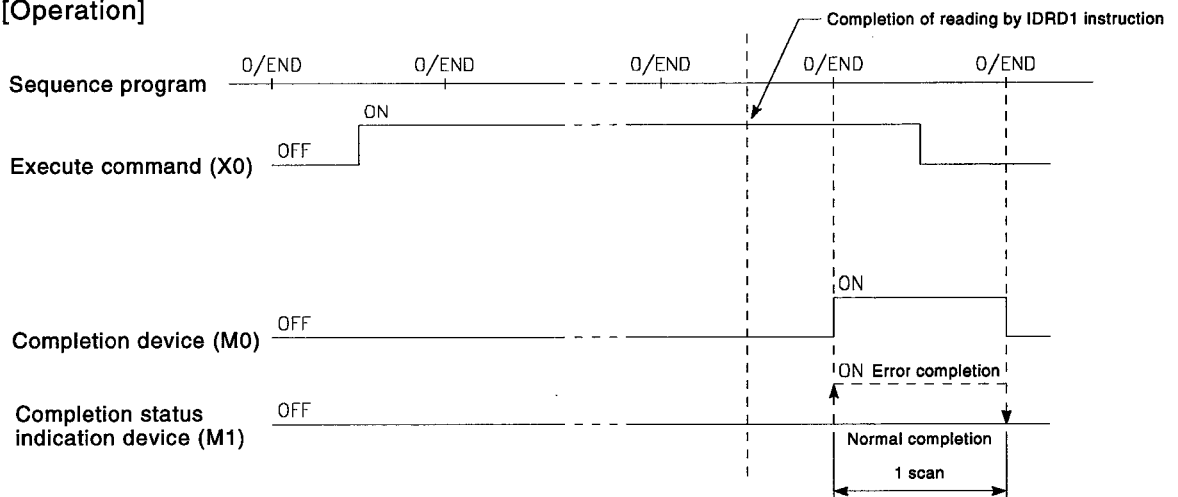 [Operation]
Completion of reading by IDRD1 instruction
0/END 0/END 0/END 0/END 0/END
Sequence program
ON
OFF
Execute command (X0)
ON
OFF
Completion device (M0)
ON Error completion
OFF
Completion status
indication device (M1)
Normal completion
1 scan